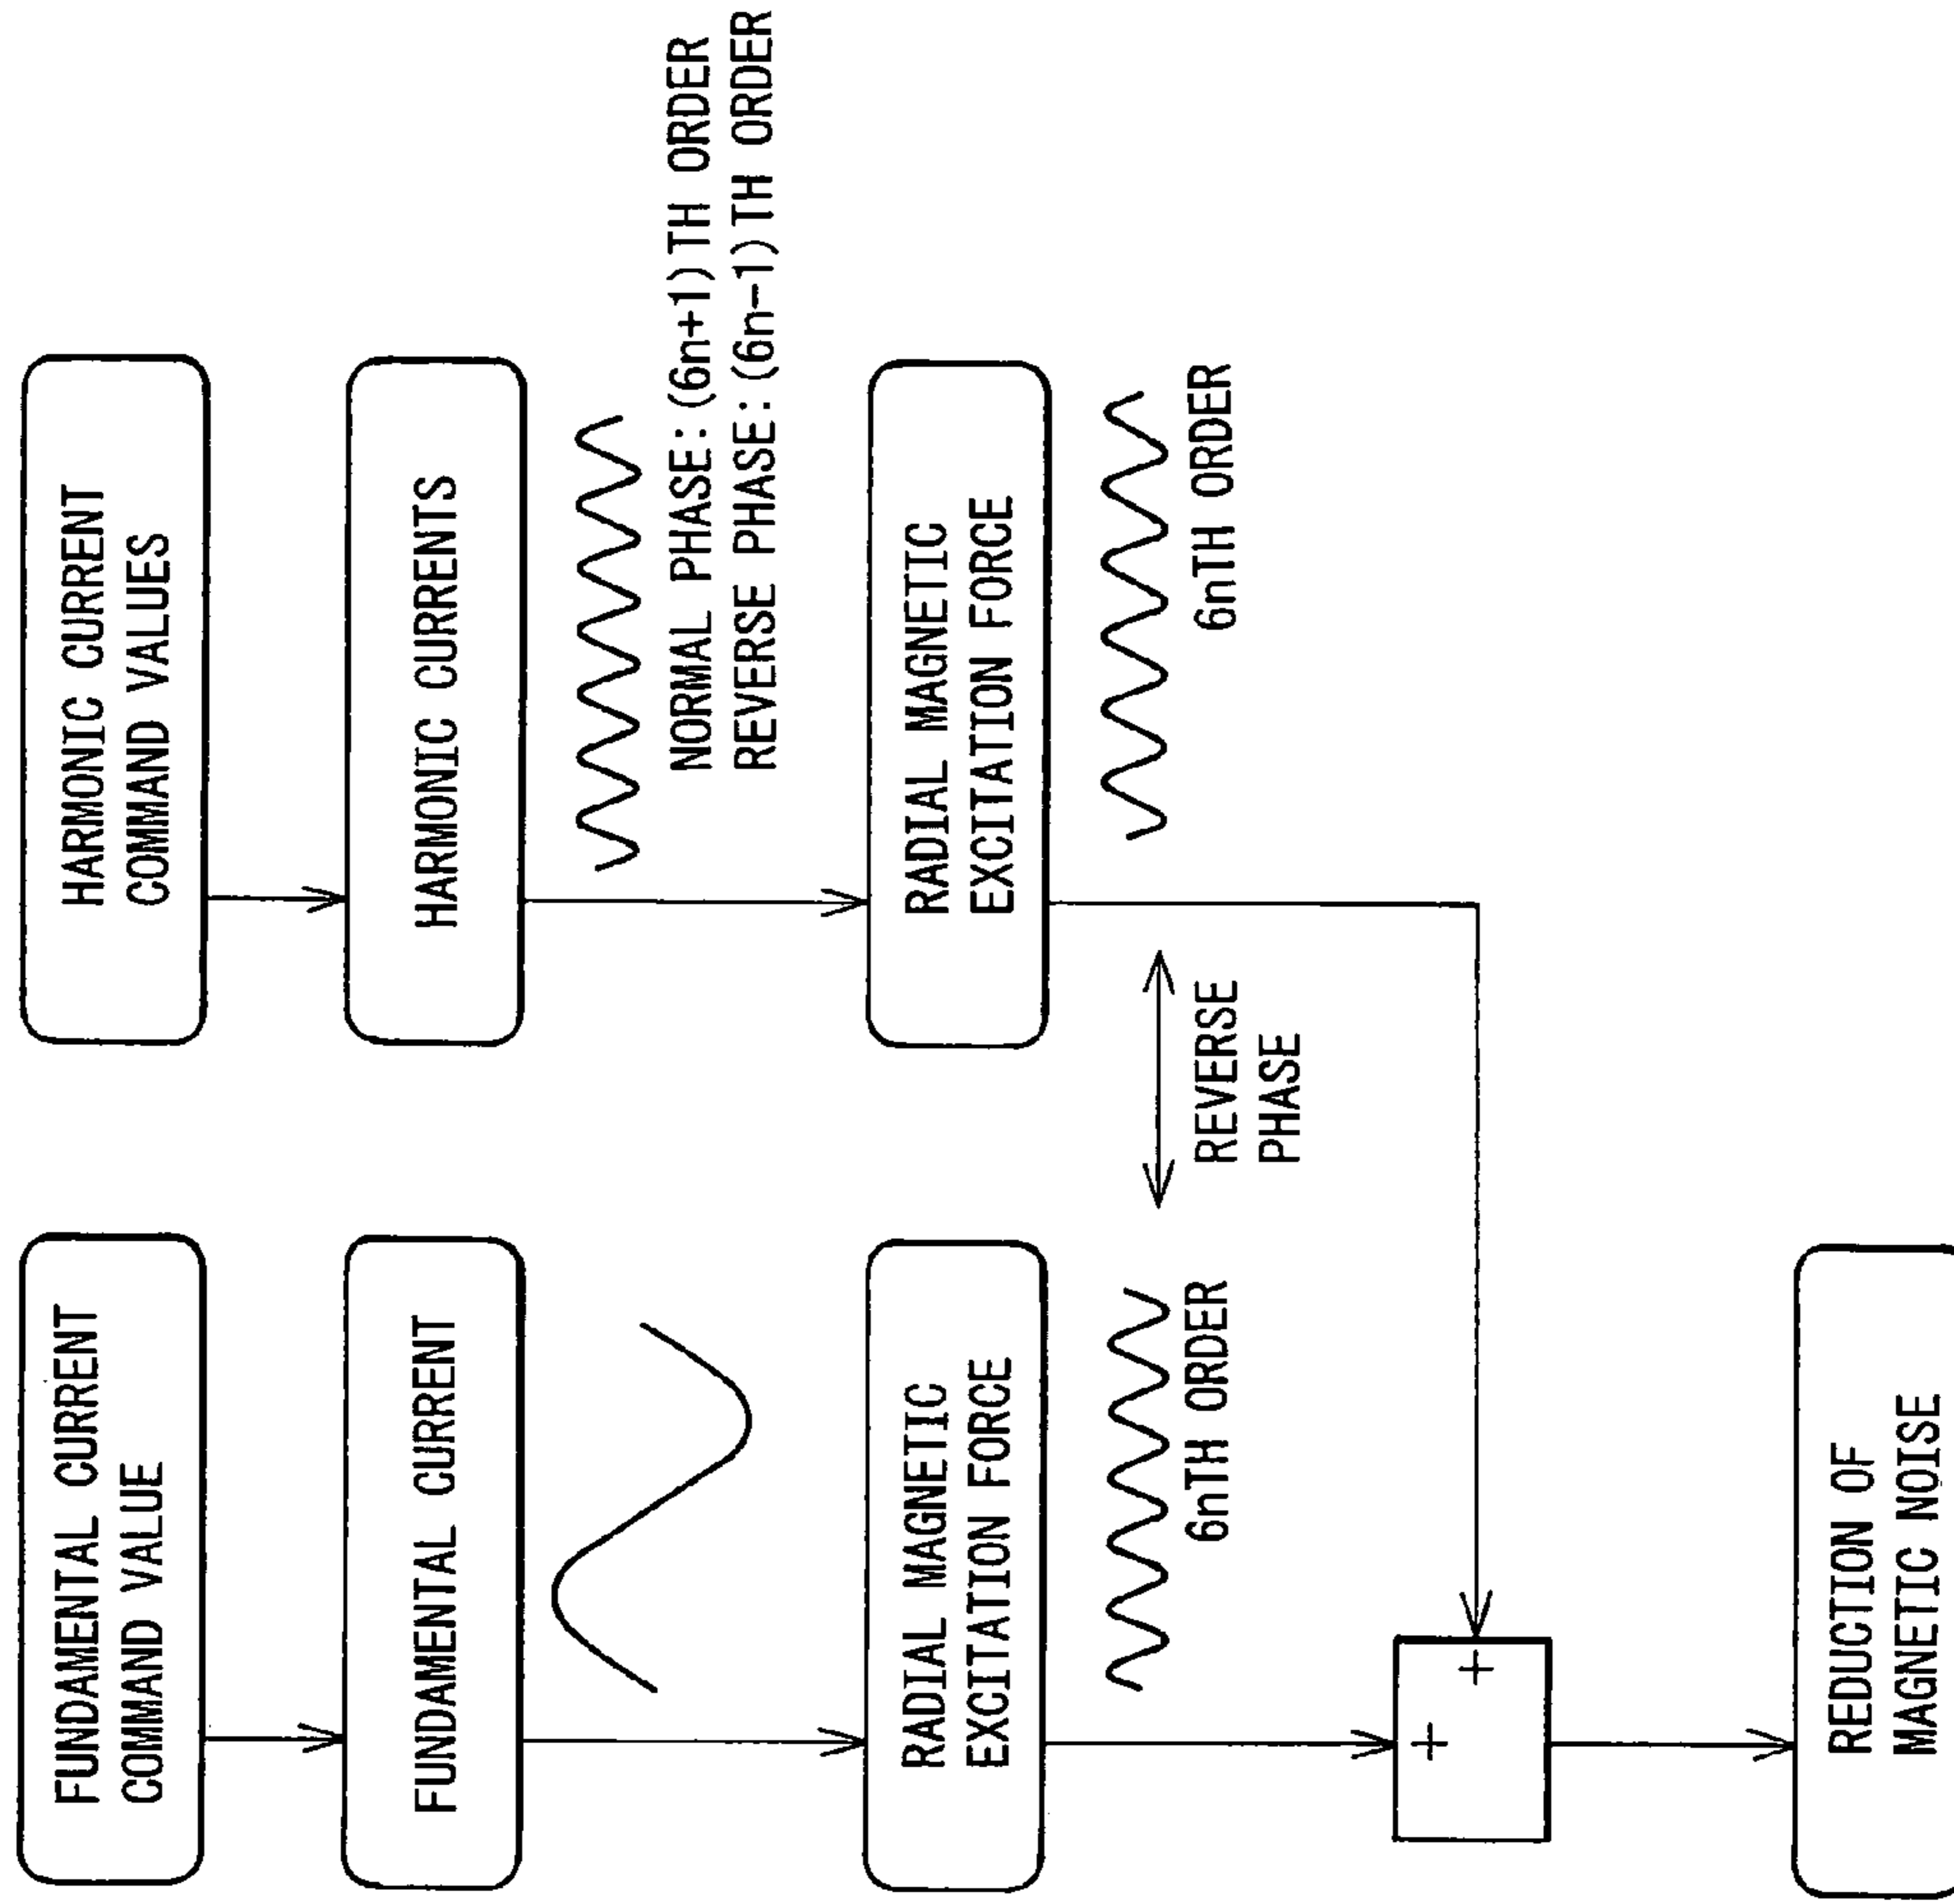 FUNDAMENTAL CURRENT
COMMAND VALUE
FUNDAMENTAL CURRENT
RADIAL MAGNETIC
EXCITATION FORCE
6nTH ORDER
+
+
REDUCTION OF
MAGNETIC NOISE
REVERSE
PHASE
HARMONIC CURRENT
COMMAND VALUES
HARMONIC CURRENTS
NORMAL PHASE:(6n+1)TH ORDER
REVERSE PHASE:(6n-1)TH ORDER
RADIAL MAGNETIC
EXCITATION FORCE
6nTH ORDER